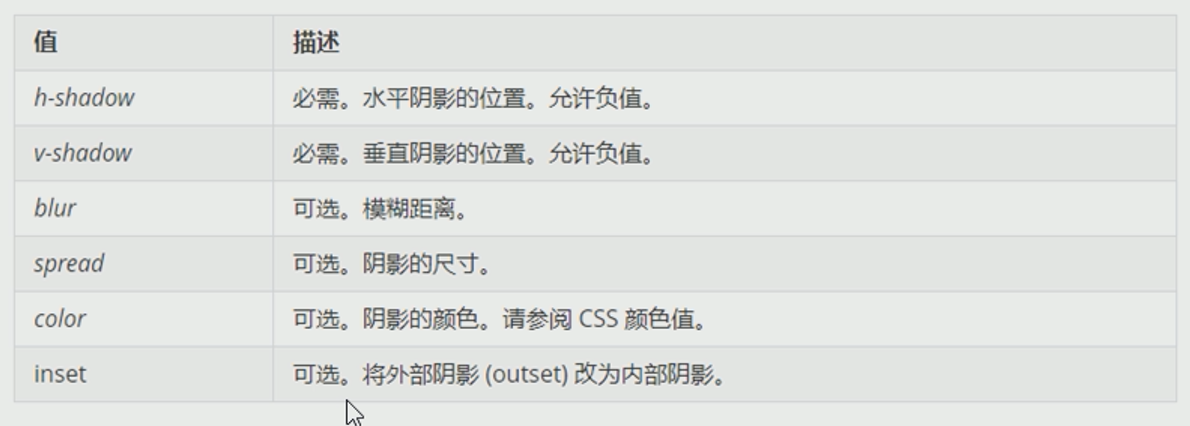 值 描述
h-shadow 必需。水平阴影的位置。允许负值。
v-shadow 必需。垂直阴影的位置。允许负值。
blur 可选。模糊距离。
spread 可选。阴影的尺寸。
color 可选。阴影的颜色。请参阅 CSS 颜色值。
inset 可选。将外部阴影 (outset) 改为内部阴影。